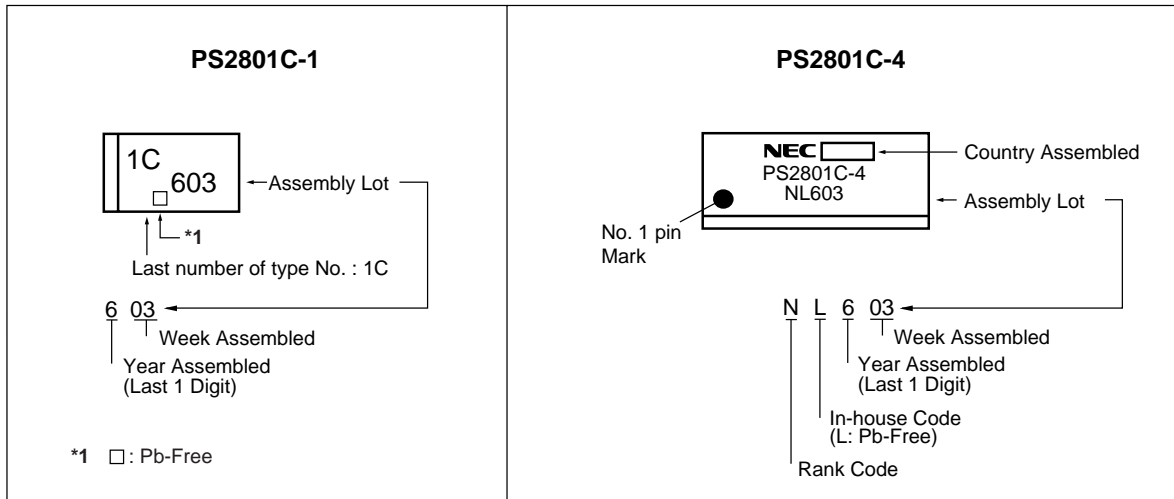 PS2801C-1
1C
603
Assembly Lot
*1
Last number of type No. : 1C
6 03
Week Assembled
Year Assembled
(Last 1 Digit)
*1 □ : Pb-Free
PS2801C-4
NEC
Country Assembled
PS2801C-4
NL603
Assembly Lot
No. 1 pin
Mark
N L 6 03
Week Assembled
Year Assembled
(Last 1 Digit)
In-house Code
(L: Pb-Free)
Rank Code